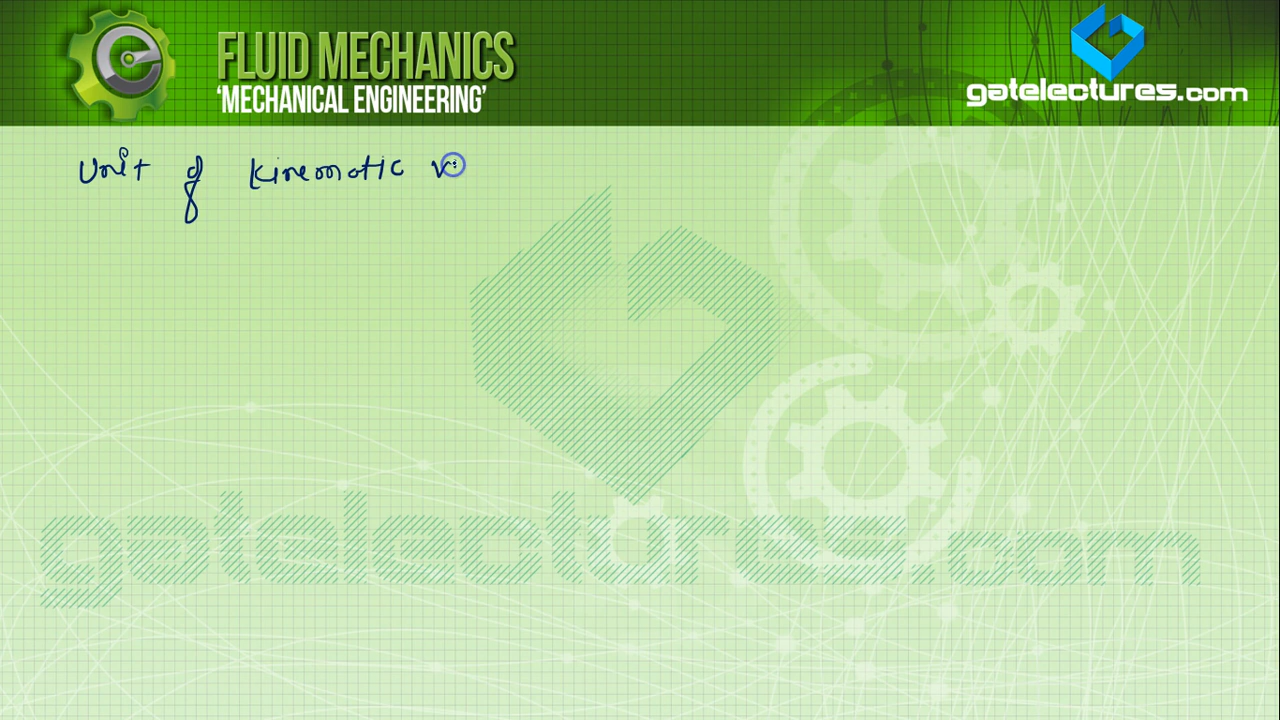 FLUID MECHANICS
'MECHANICAL ENGINEERING'
gatelectures.com
Unit of Kinematic v
gatelectures.com